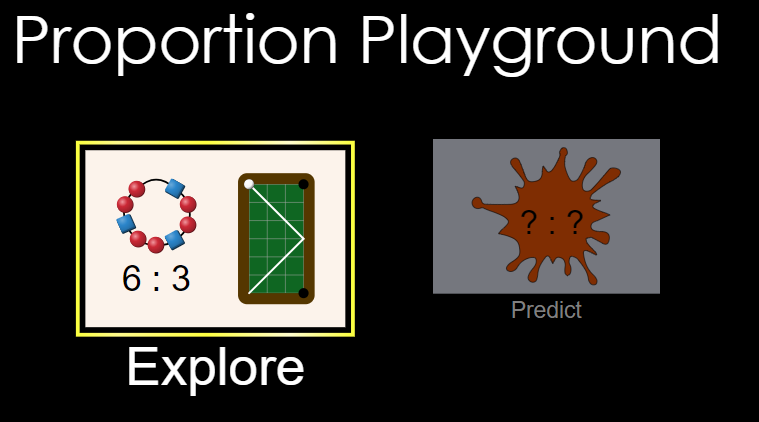 Proportion Playground
6 : 3
? : ?
Explore
Predict